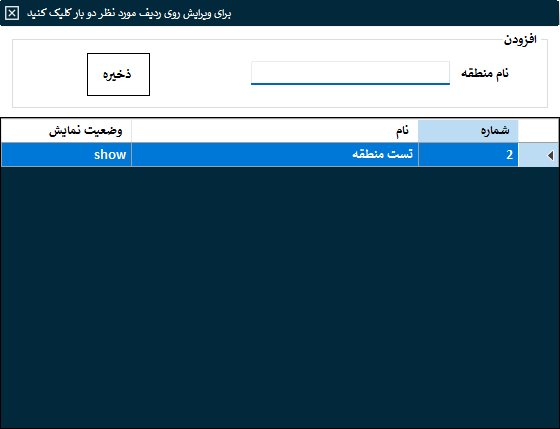 برای ویرایش روی ردیف مورد نظر دو بار کلیک کنید
افزودن
نام منطقه
ذخیره
شماره نام وضعیت نمایش
2 تست منطقه show